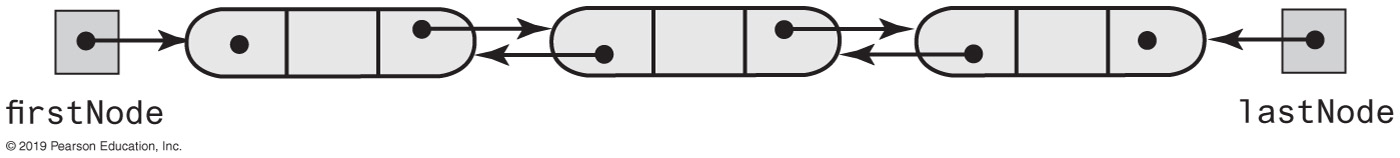 firstNode
lastNode
© 2019 Pearson Education, Inc.